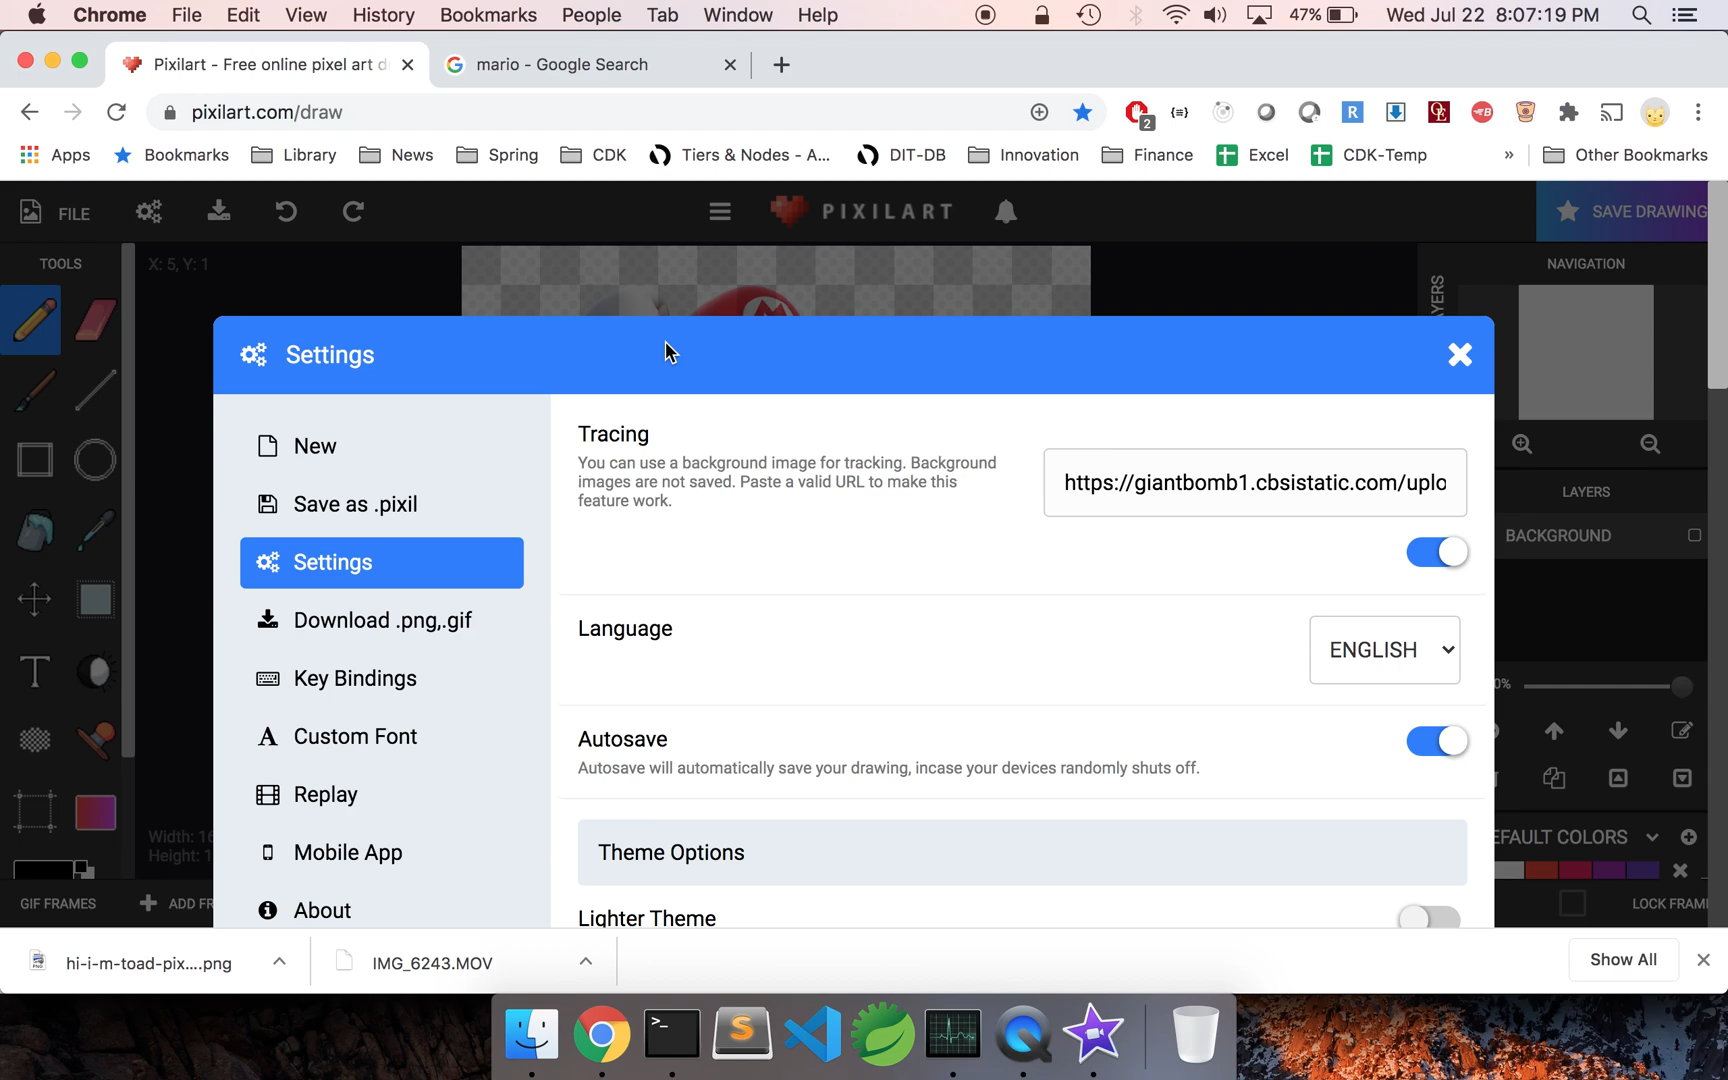 Chrome File Edit View History Bookmarks People Tab Window Help 47% Wed Jul 22 8:07:19 PM
Pixilart - Free online pixel art d mario - Google Search
pixilart.com/draw 2
Apps Bookmarks Library News Spring CDK Tiers & Nodes - A... DIT-DB Innovation Finance Excel CDK-Temp » Other Bookmarks
FILE PIXILART SAVE DRAWING
TOOLS X: 5, Y: 1 NAVIGATION
Settings
New
Save as .pixil
Settings
Download .png,.gif
Key Bindings
Custom Font
Replay
Mobile App
About
Tracing
You can use a background image for tracking. Background
images are not saved. Paste a valid URL to make this
feature work.
https://giantbomb1.cbsistatic.com/uplo
Language
ENGLISH
Autosave
Autosave will automatically save your drawing, incase your devices randomly shuts off.
Theme Options
Lighter Theme
LAYERS
BACKGROUND
0%
EFAULT COLORS
LOCK FRAM
Width: 16
Height: 1
GIF FRAMES ADD FR
hi-i-m-toad-pix....png IMG_6243.MOV Show All